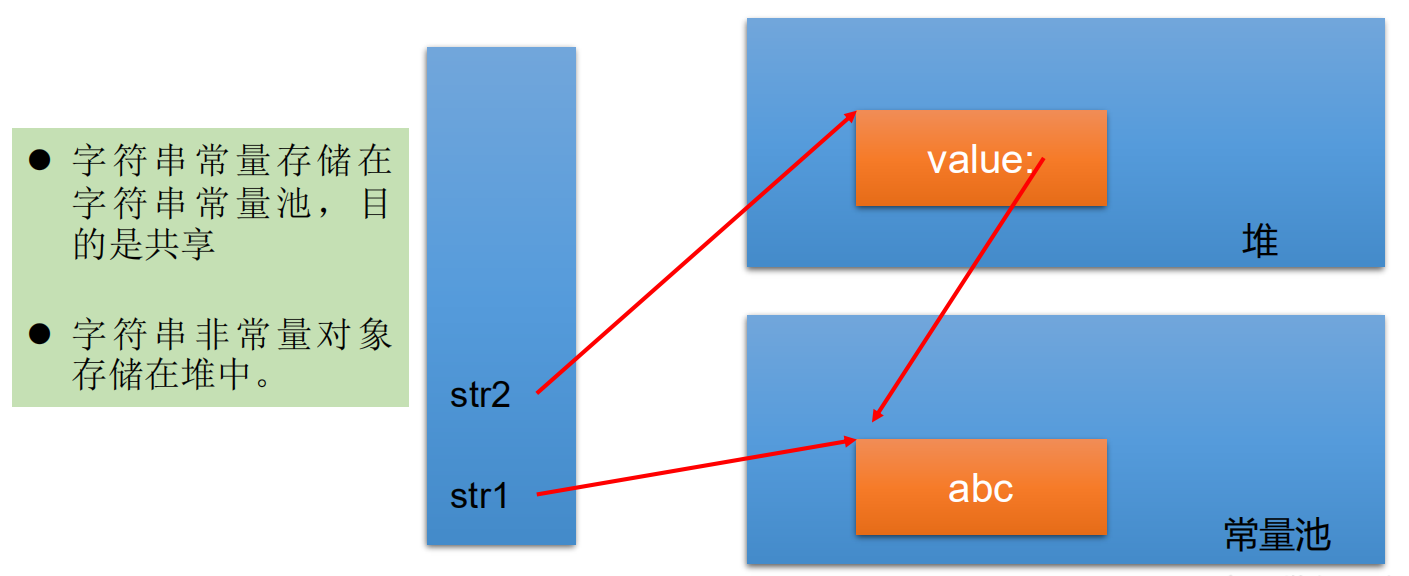 ● 字符串常量存储在
字符串常量池，目
的是共享
● 字符串非常量对象
存储在堆中。
str2
str1
value:
堆
abc
常量池